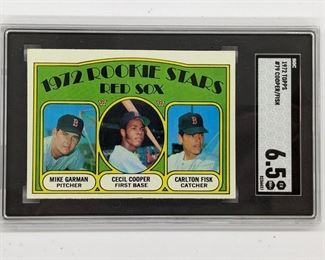 1972 ROOKIE STARS
RED SOX
MIKE GARMAN
PITCHER
CECIL COOPER
FIRST BASE
CARLTON FISK
CATCHER
SGC
1972 TOPPS
#79 COOPER/FISK
6.5